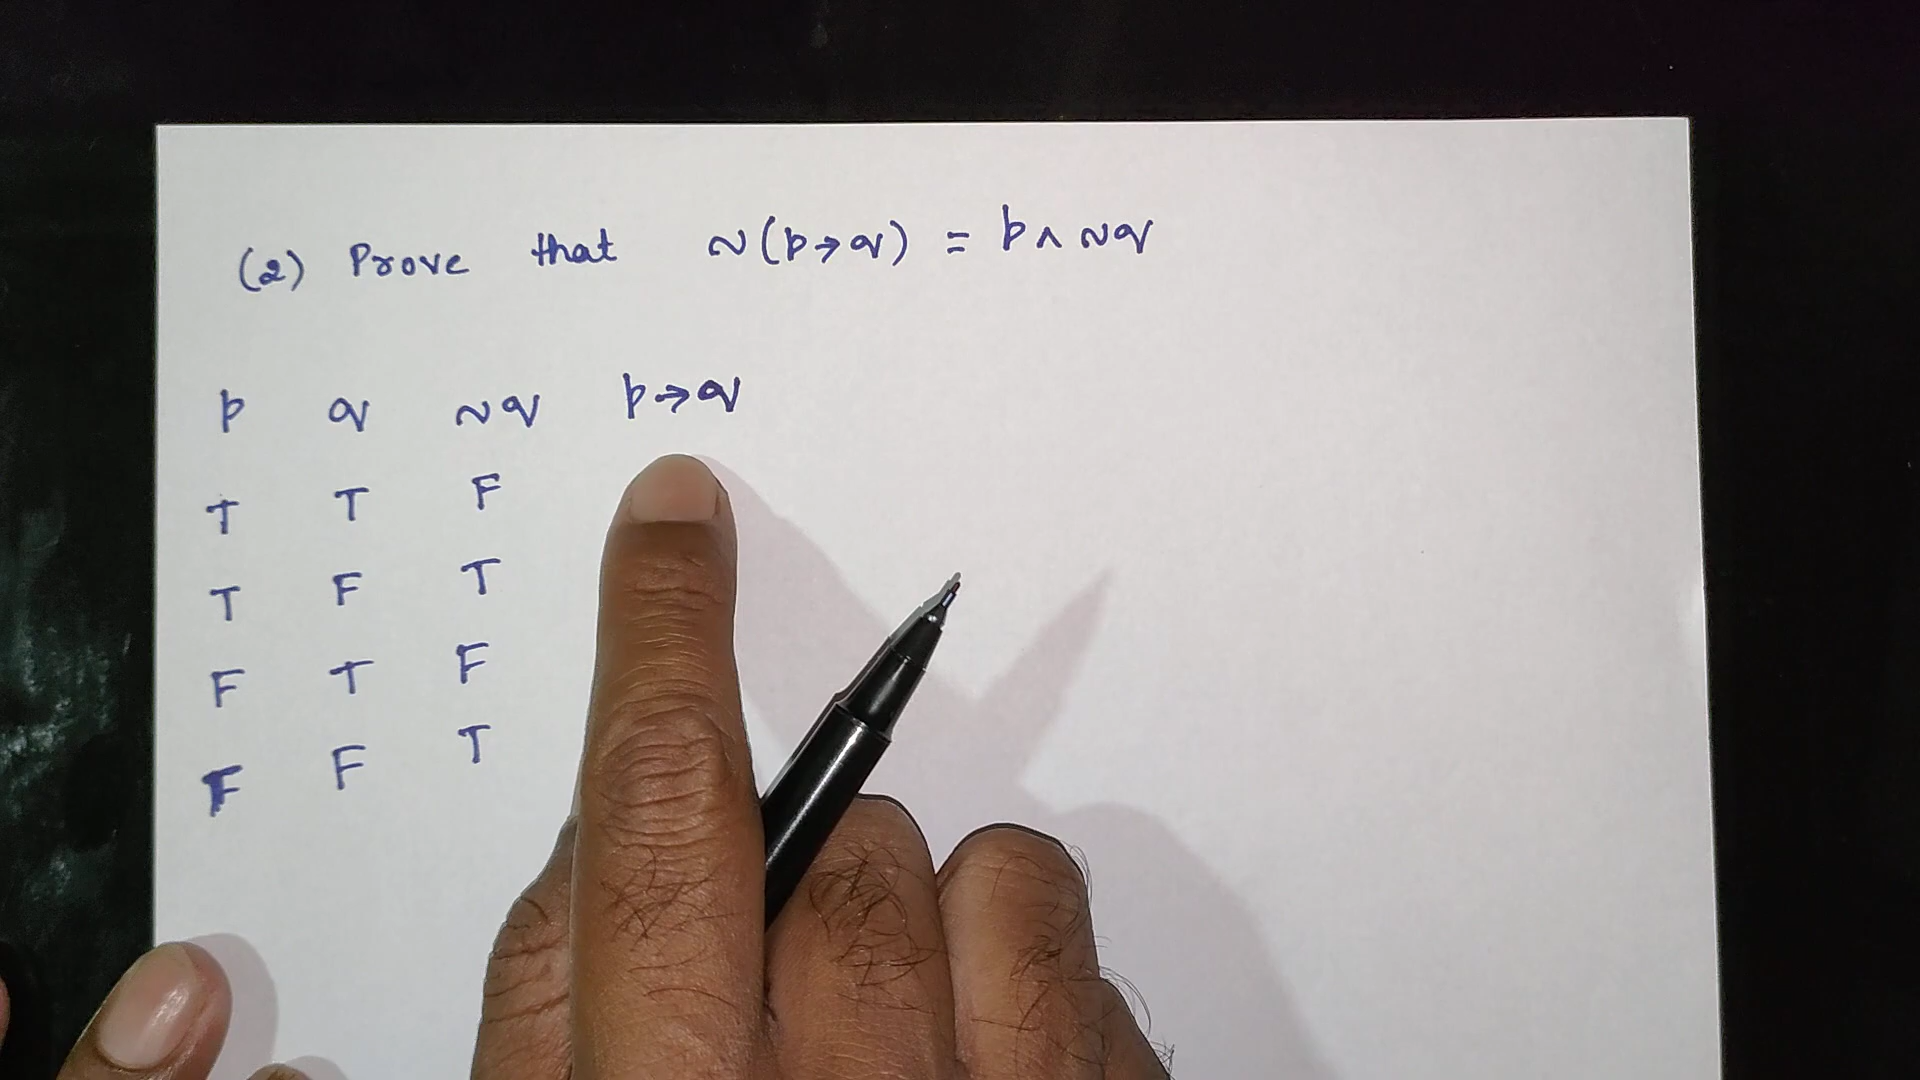 (2) Prove that ~(p→q) = p∧~q
p q ~q p→q
T T F
T F T
F T F
F F T